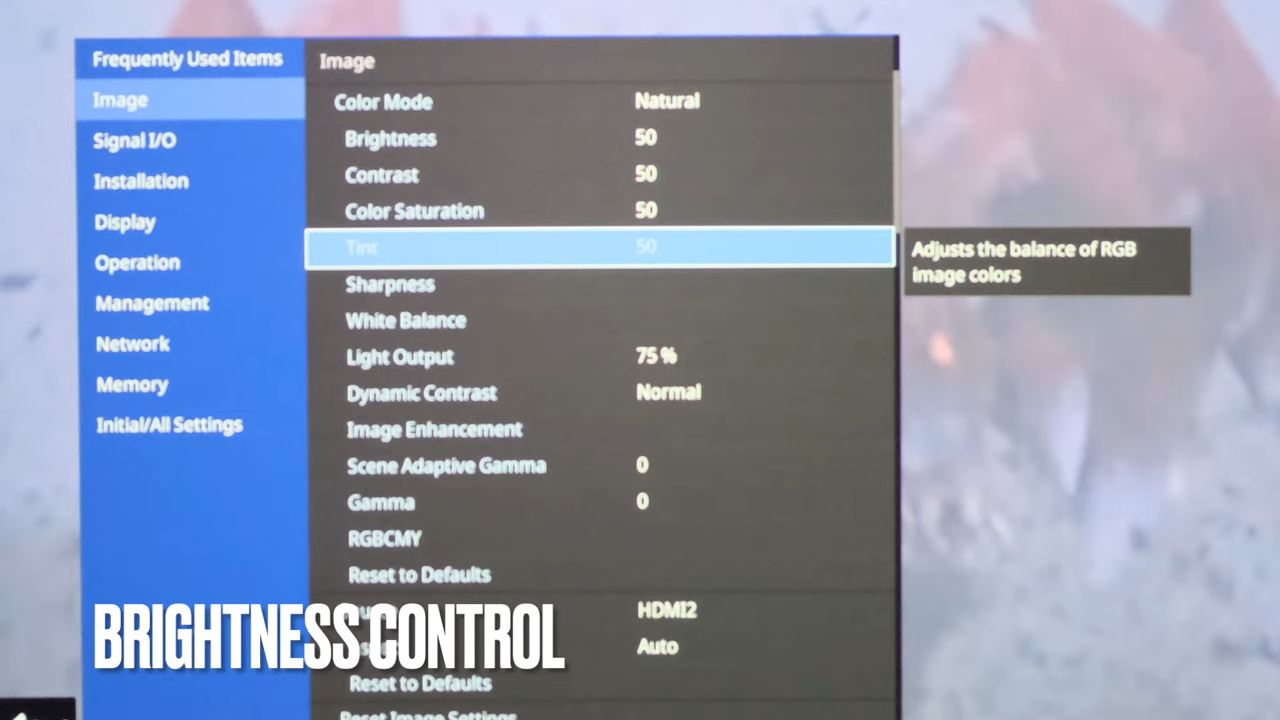 Frequently Used Items
Image
Signal I/O
Installation
Display
Operation
Management
Network
Memory
Initial/All Settings
Image
Color Mode Natural
Brightness 50
Contrast 50
Color Saturation 50
Tint 50
Sharpness
White Balance
Light Output 75 %
Dynamic Contrast Normal
Image Enhancement
Scene Adaptive Gamma 0
Gamma 0
RGBCMY
Reset to Defaults
HDMI2
Auto
Reset to Defaults
Reset Image Settings
Adjusts the balance of RGB
image colors
BRIGHTNESS CONTROL